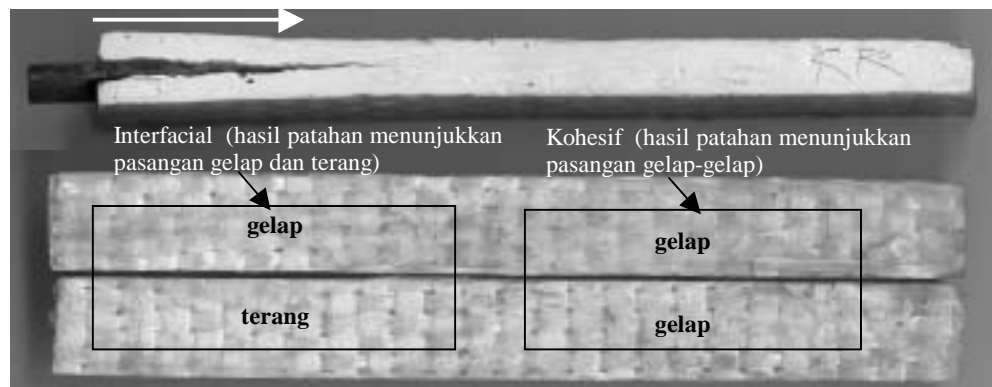 Interfacial (hasil patahan menunjukkan
pasangan gelap dan terang)
Kohesif (hasil patahan menunjukkan
pasangan gelap-gelap)
gelap
gelap
terang
gelap